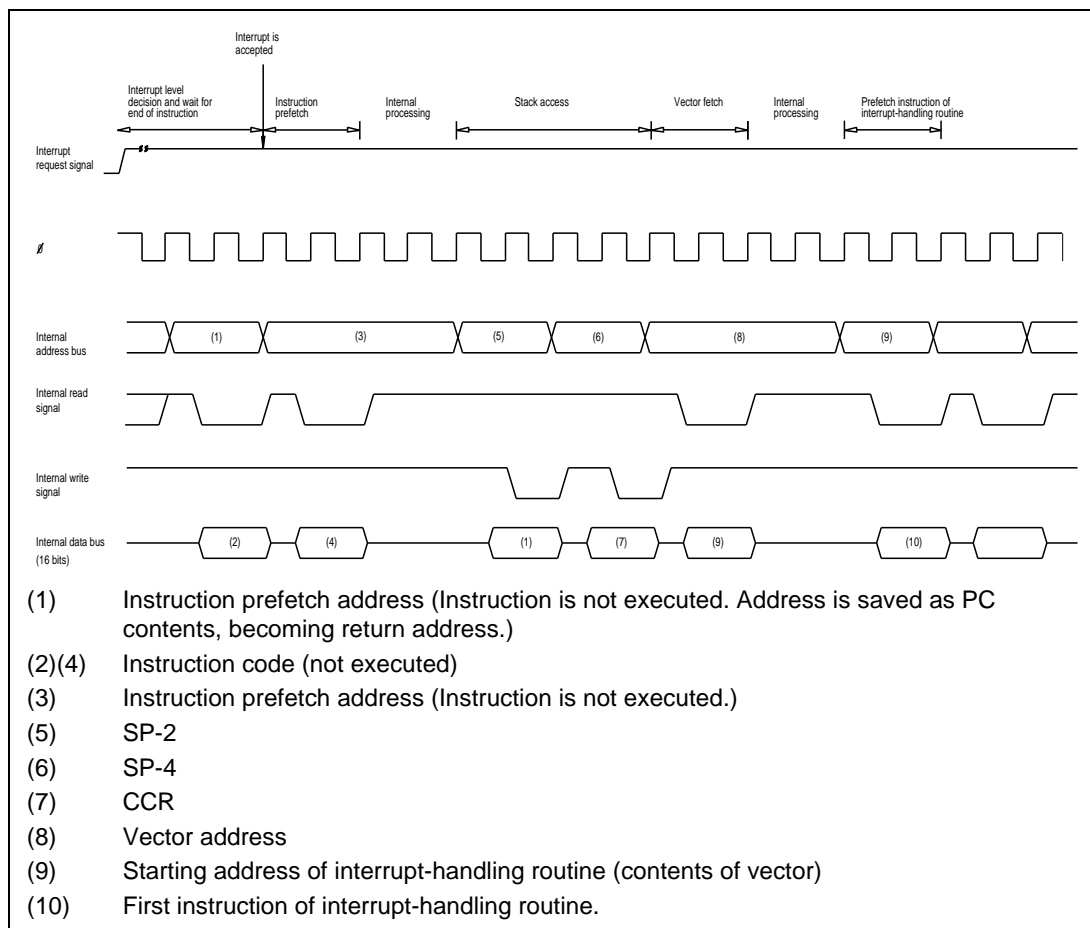 Interrupt is
accepted
Interrupt level
decision and wait for
end of instruction
Instruction
prefetch
Internal
processing
Stack access
Vector fetch
Internal
processing
Prefetch instruction of
interrupt-handling routine
Interrupt
request signal
ø
Internal
address bus
(1)
(3)
(5)
(6)
(8)
(9)
Internal read
signal
Internal write
signal
Internal data bus
(16 bits)
(2)
(4)
(1)
(7)
(9)
(10)
(1) Instruction prefetch address (Instruction is not executed. Address is saved as PC
contents, becoming return address.)
(2)(4) Instruction code (not executed)
(3) Instruction prefetch address (Instruction is not executed.)
(5) SP-2
(6) SP-4
(7) CCR
(8) Vector address
(9) Starting address of interrupt-handling routine (contents of vector)
(10) First instruction of interrupt-handling routine.